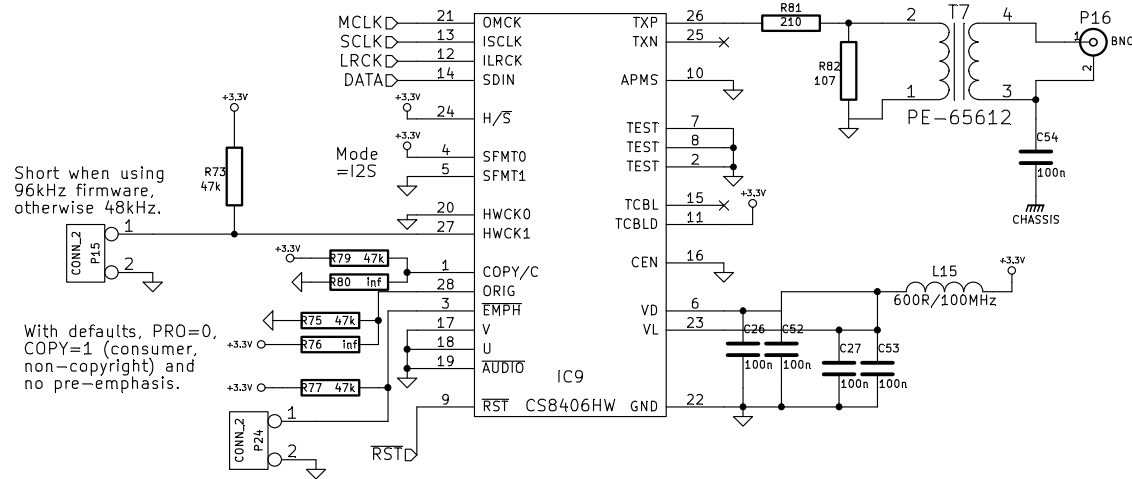 MCLK 21 OMCK
SCLK 13 ISCLK
LRCK 12 ILRCK
DATA 14 SDIN
+3.3V
24 H/S
+3.3V
4 SFMT0
5 SFMT1
Mode
=I2S
20 HWCK0
27 HWCK1
+3.3V
R73
47k
Short when using
96kHz firmware,
otherwise 48kHz.
CONN_2
P15
1
2
+3.3V
R79 47k
R80 inf
1 COPY/C
28 ORIG
3 EMPH
R75 47k
+3.3V
R76 inf
17 V
18 U
19 AUDIO
With defaults, PRO=0,
COPY=1 (consumer,
non-copyright) and
no pre-emphasis.
+3.3V
R77 47k
9 RST
CONN_2
P24
1
2
RST
IC9
CS8406HW
TXP 26
TXN 25
APMS 10
TEST 7
TEST 8
TEST 2
TCBL 15
TCBLD 11
+3.3V
CEN 16
VD 6
VL 23
GND 22
R81
210
R82
107
T7
2
1
4
3
PE-65612
P16
1
BNC
2
C54
100n
CHASSIS
L15
600R/100MHz
+3.3V
C26
100n
C52
100n
C27
100n
C53
100n